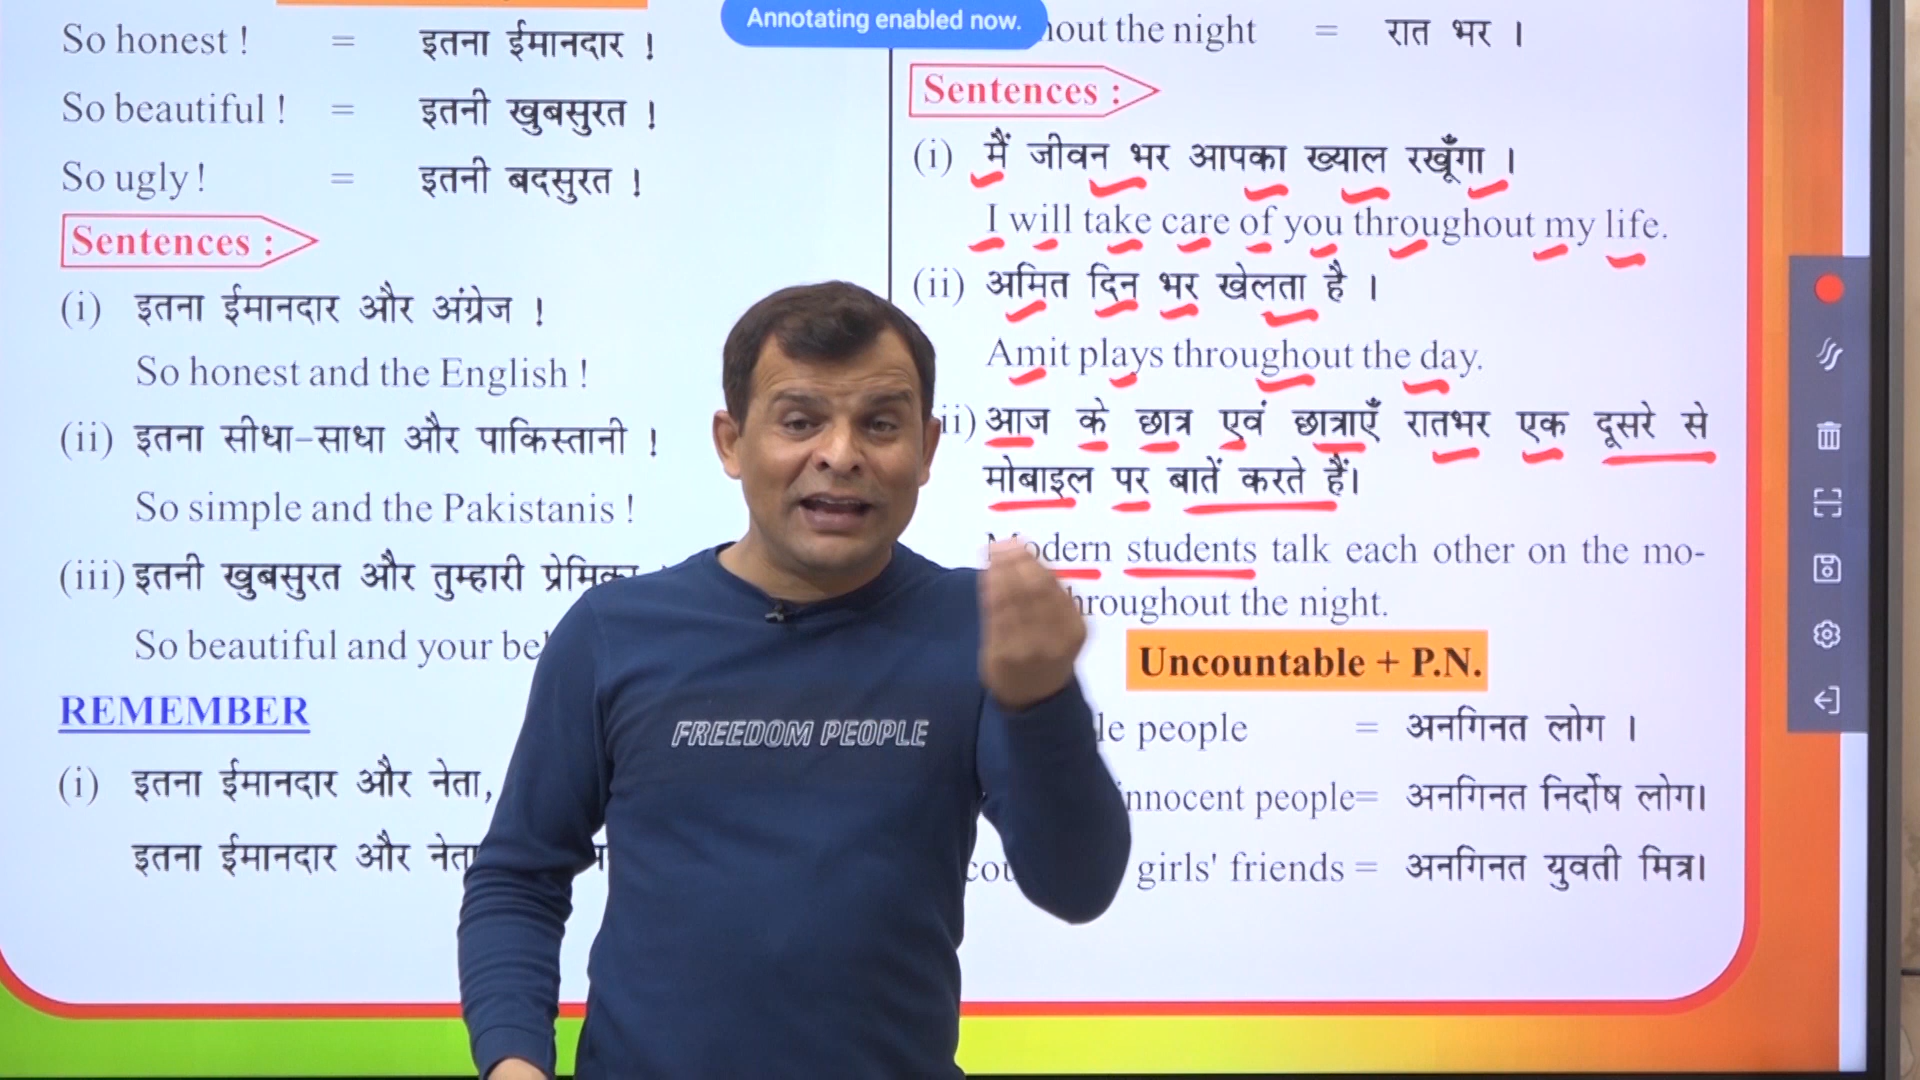 Annotating enabled now.
So honest ! = इतना ईमानदार !
So beautiful ! = इतनी खुबसुरत !
So ugly ! = इतनी बदसुरत !
Sentences :
(i) इतना ईमानदार और अंग्रेज !
So honest and the English !
(ii) इतना सीधा-साधा और पाकिस्तानी !
So simple and the Pakistanis !
(iii) इतनी खुबसुरत और तुम्हारी प्रेमिका
So beautiful and your
REMEMBER
(i) इतना ईमानदार और नेता,
इतना ईमानदार और नेता
the night = रात भर ।
Sentences :
(i) मैं जीवन भर आपका ख्याल रखूँगा ।
I will take care of you throughout my life.
(ii) अमित दिन भर खेलता है ।
Amit plays throughout the day.
आज के छात्र एवं छात्राएँ रातभर एक दूसरे से
मोबाइल पर बातें करते हैं।
Modern students talk each other on the mo-
throughout the night.
Uncountable + P.N.
people = अनगिनत लोग ।
innocent people= अनगिनत निर्दोष लोग।
girls' friends = अनगिनत युवती मित्र।
FREEDOM PEOPLE